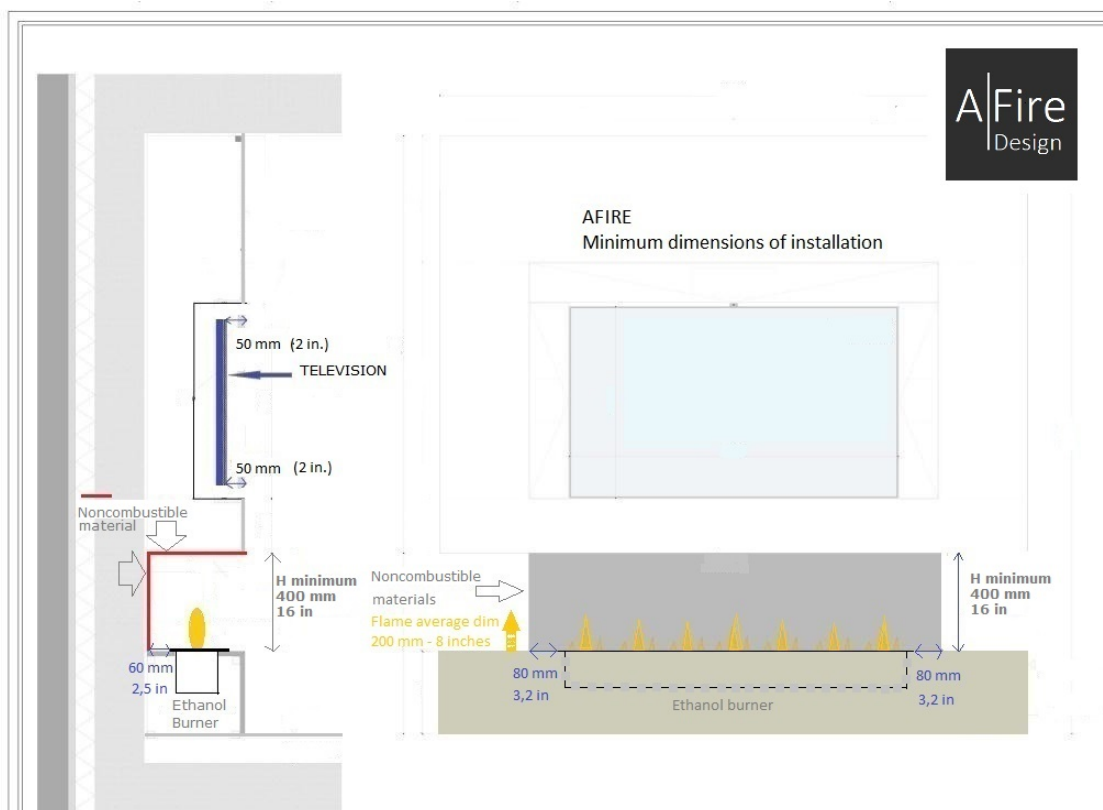 A|Fire
Design
AFIRE
Minimum dimensions of installation
50 mm (2 in.)
TELEVISION
50 mm (2 in.)
Noncombustible
material
H minimum
400 mm
16 in
60 mm
2,5 in
Ethanol
Burner
Noncombustible
materials
Flame average dim
200 mm - 8 inches
H minimum
400 mm
16 in
80 mm
3,2 in
Ethanol burner
80 mm
3,2 in